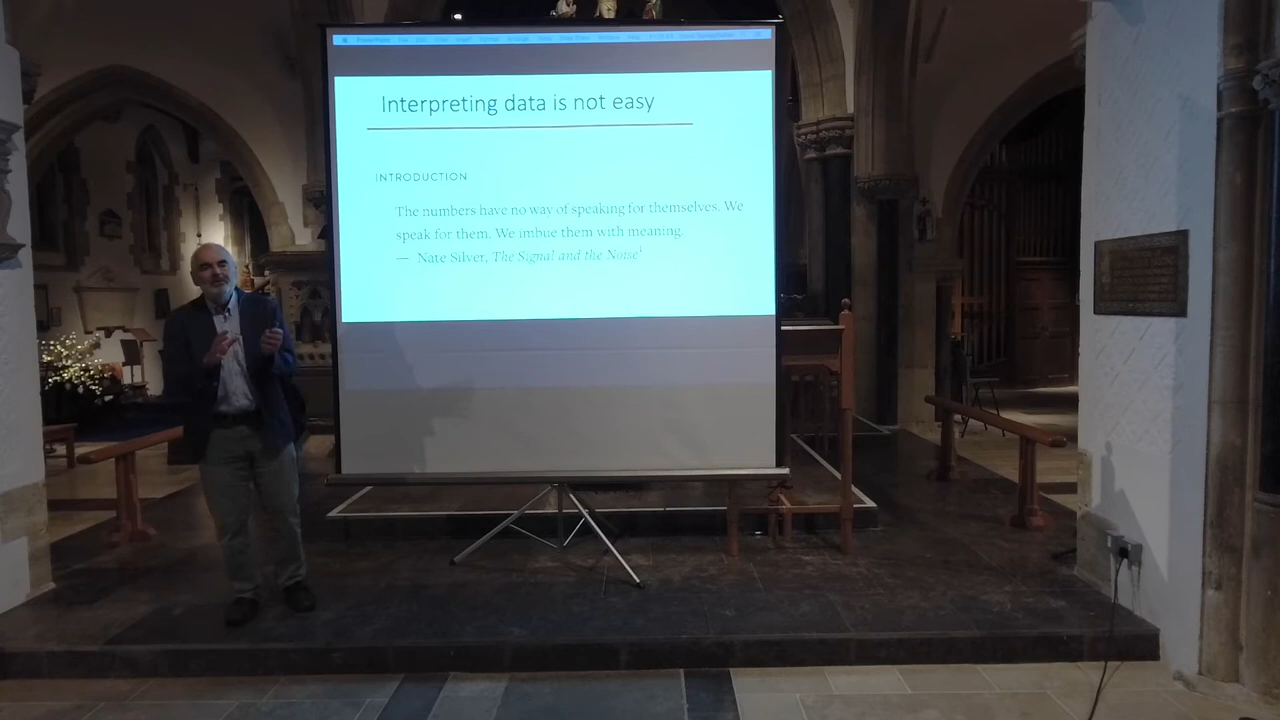 Interpreting data is not easy
INTRODUCTION
The numbers have no way of speaking for themselves. We
speak for them. We imbue them with meaning.
— Nate Silver, The Signal and the Noise¹